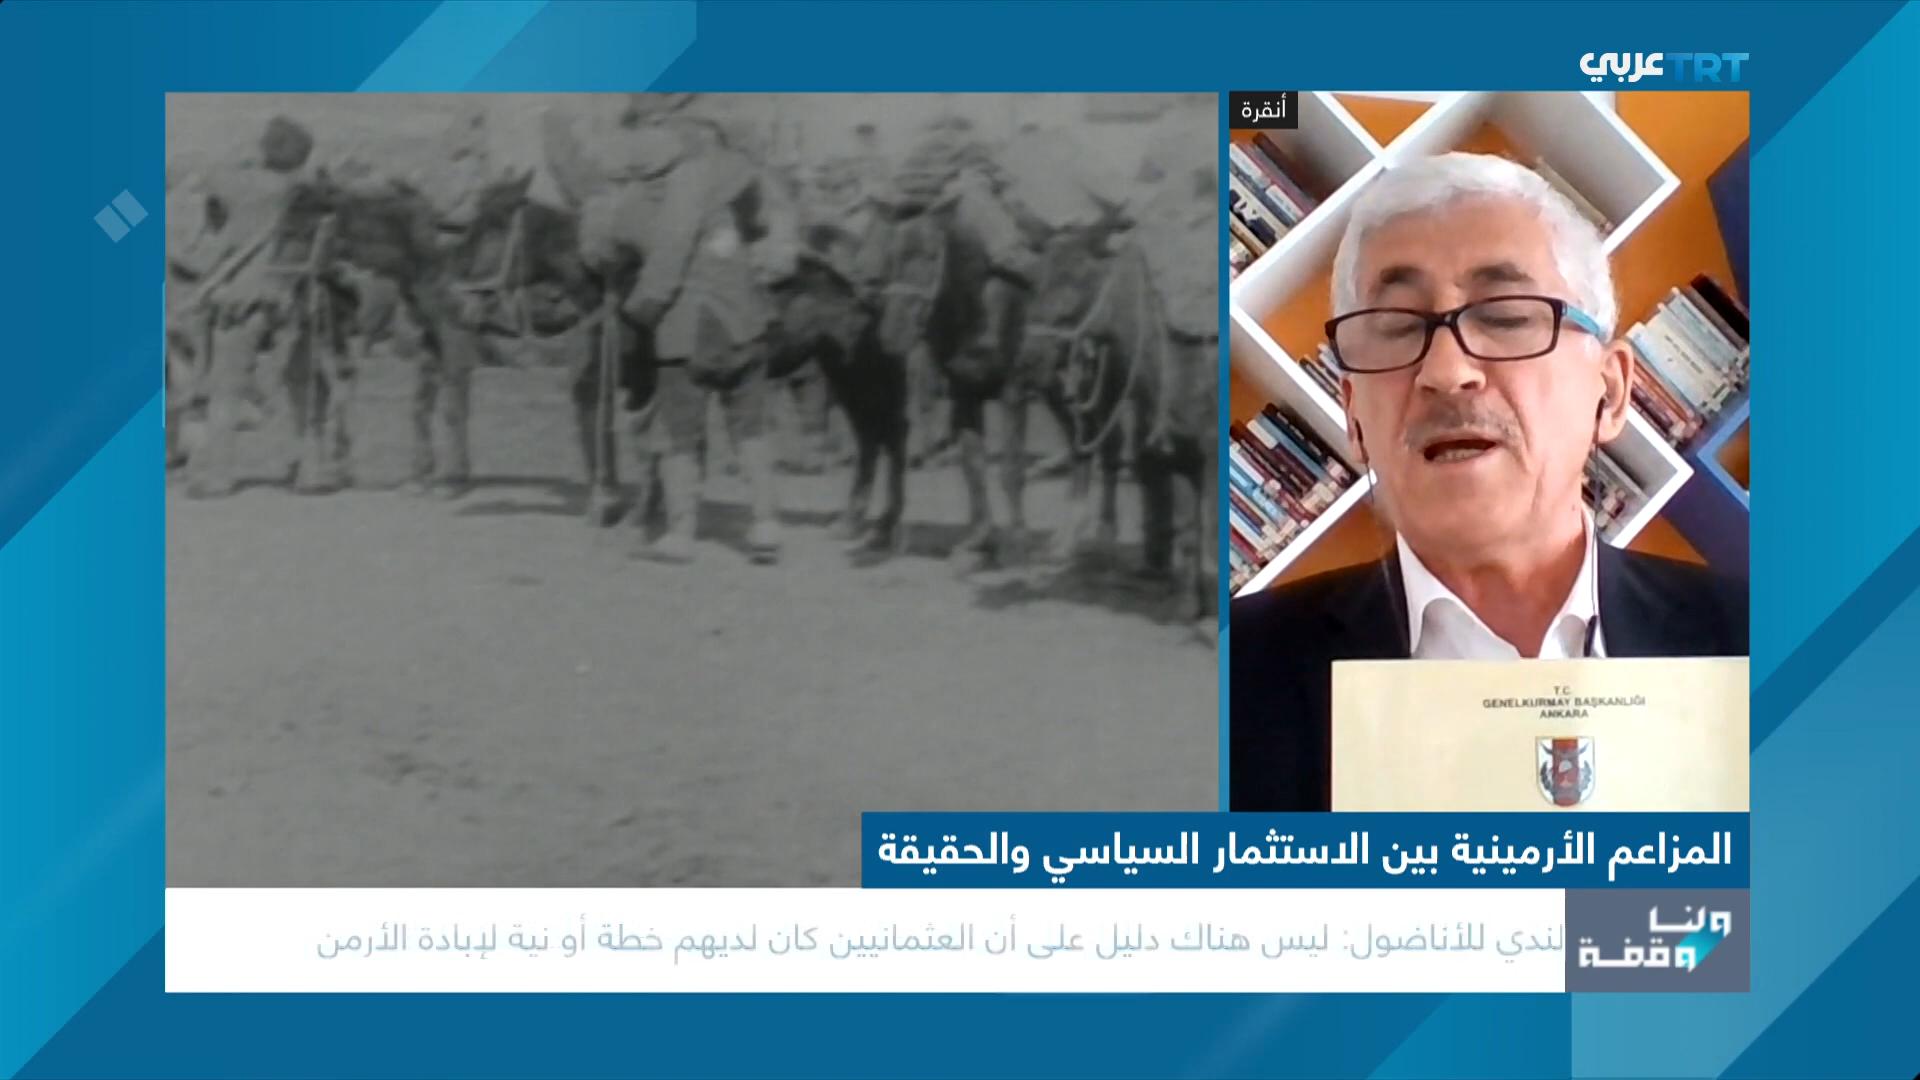 TRT عربي
أنقرة
T.C.
GENELKURMAY BAŞKANLIĞI
ANKARA
المزاعم الأرمينية بين الاستثمار السياسي والحقيقة
ولنا
وقفة
لندي للأناضول: ليس هناك دليل على أن العثمانيين كان لديهم خطة أو نية لإبادة الأرمن